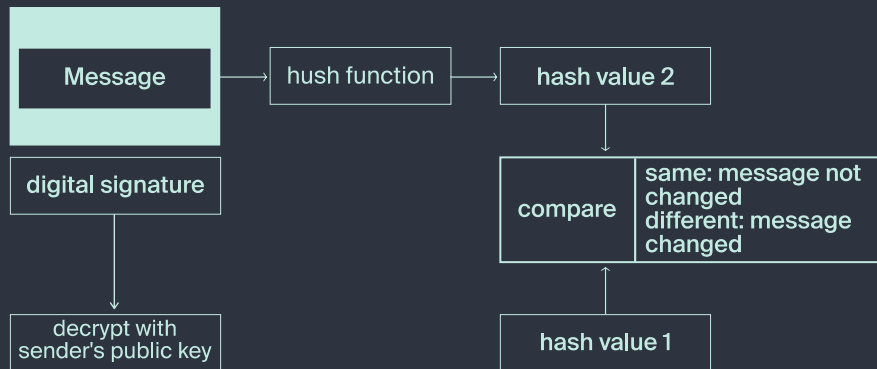 Message
hush function
hash value 2
digital signature
compare
same: message not
changed
different: message
changed
decrypt with
sender's public key
hash value 1